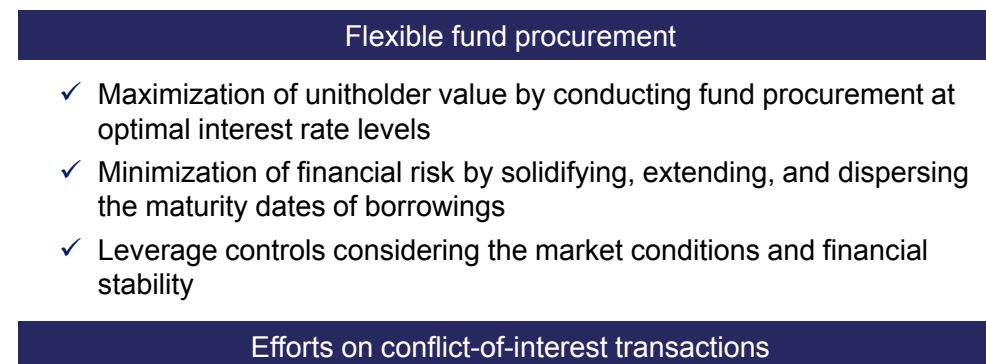 Flexible fund procurement
✓ Maximization of unitholder value by conducting fund procurement at
optimal interest rate levels
✓ Minimization of financial risk by solidifying, extending, and dispersing
the maturity dates of borrowings
✓ Leverage controls considering the market conditions and financial
stability
Efforts on conflict-of-interest transactions